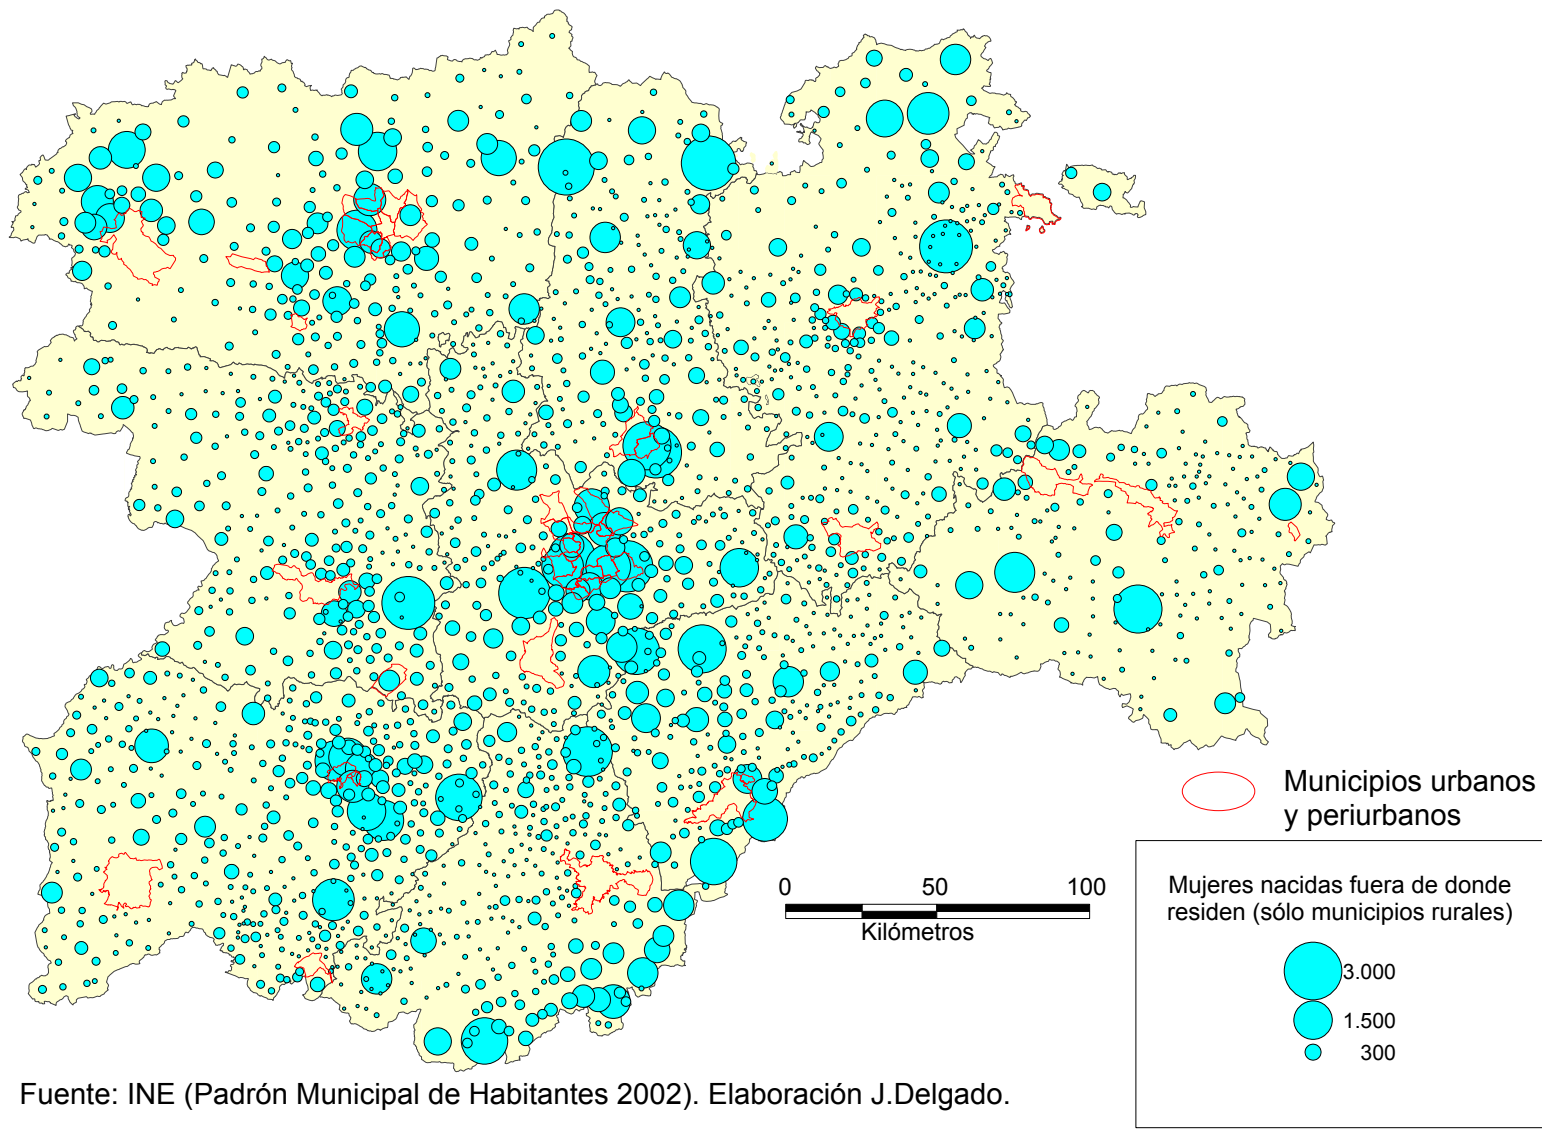 Municipios urbanos
y periurbanos
0 50 100
Kilómetros
Mujeres nacidas fuera de donde
residen (sólo municipios rurales)
3.000
1.500
300
Fuente: INE (Padrón Municipal de Habitantes 2002). Elaboración J.Delgado.